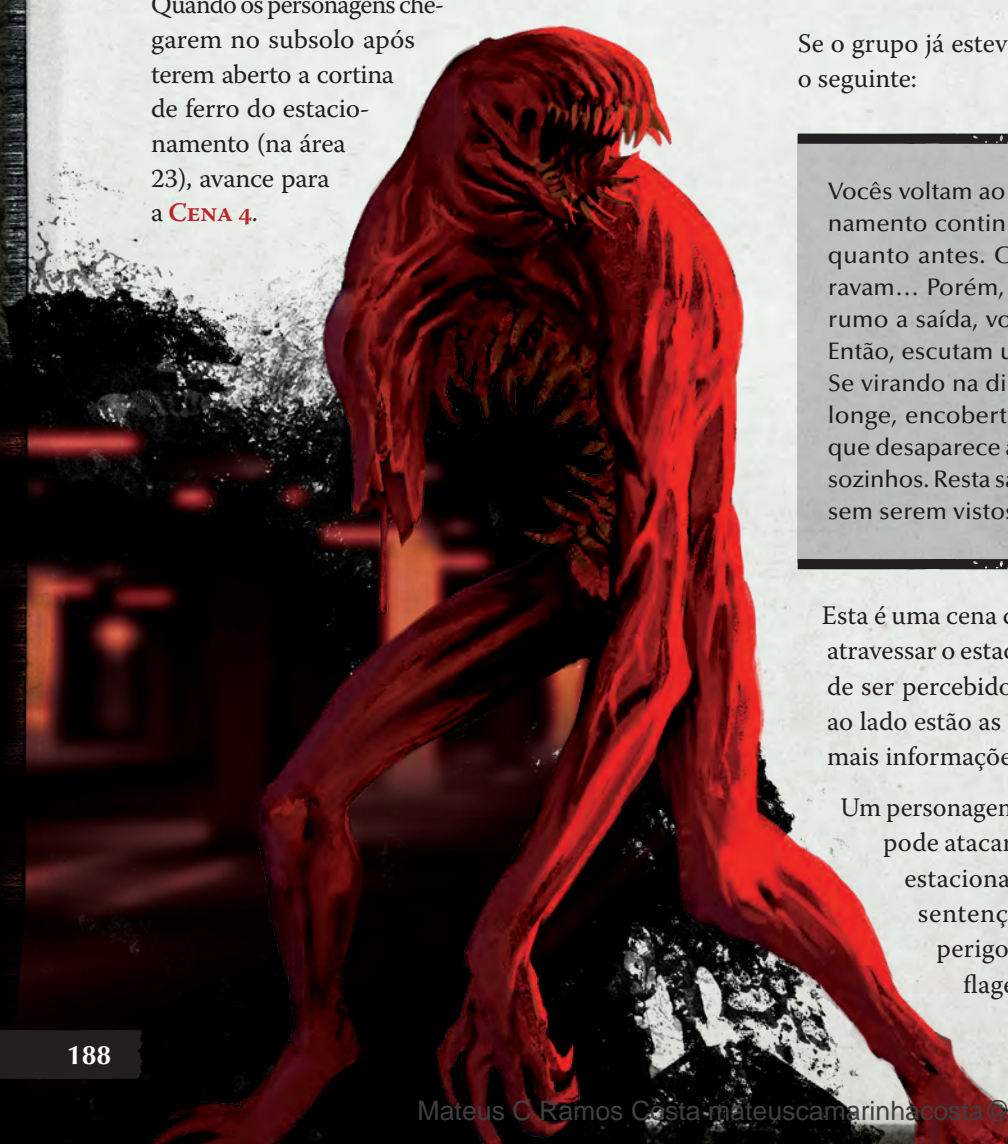 Quando os personagens che-
garem no subsolo após
terem aberto a cortina
de ferro do estacio-
namento (na área
23), avance para
a Cena 4.
Se o grupo já estev
o seguinte:
Vocês voltam ao
namento contin
quanto antes. C
ravam... Porém,
rumo a saída, vo
Então, escutam u
Se virando na di
longe, encobert
que desaparece a
sozinhos. Resta sa
sem serem vistos
Esta é uma cena d
atravessar o estac
de ser percebido
ao lado estão as
mais informaçõe
Um personagem
pode atacar
estaciona
sentenç
perigo
flage
188
Mateus C Ramos Costa mateuscamarinhacosta@